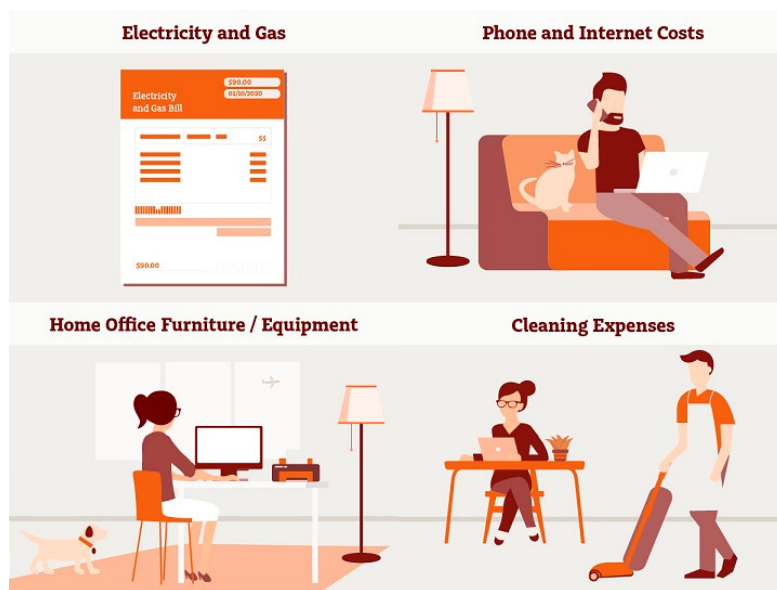 Electricity and Gas
Phone and Internet Costs
$90.00
01/10/2020
Electricity
and Gas Bill
$$
$90.00
Home Office Furniture / Equipment
Cleaning Expenses